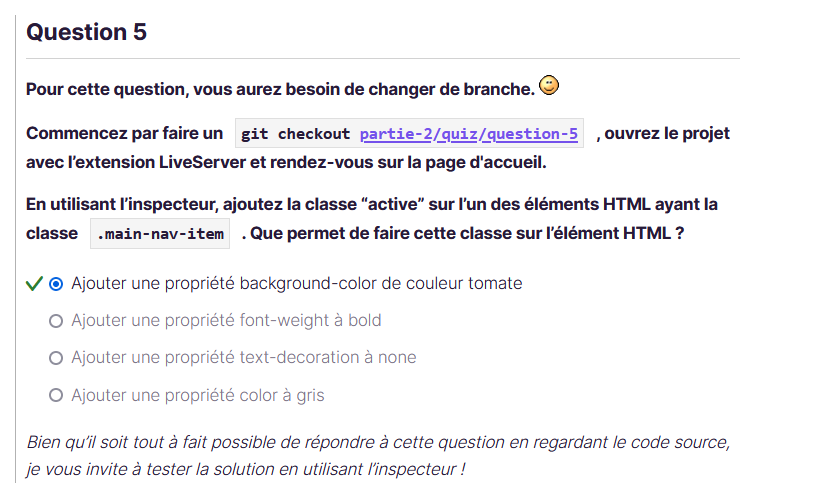 Question 5
Pour cette question, vous aurez besoin de changer de branche.
Commencez par faire un git checkout partie-2/quiz/question-5 , ouvrez le projet
avec l’extension LiveServer et rendez-vous sur la page d'accueil.
En utilisant l’inspecteur, ajoutez la classe “active” sur l’un des éléments HTML ayant la
classe .main-nav-item . Que permet de faire cette classe sur l’élément HTML ?
Ajouter une propriété background-color de couleur tomate
Ajouter une propriété font-weight à bold
Ajouter une propriété text-decoration à none
Ajouter une propriété color à gris
Bien qu’il soit tout à fait possible de répondre à cette question en regardant le code source,
je vous invite à tester la solution en utilisant l’inspecteur !